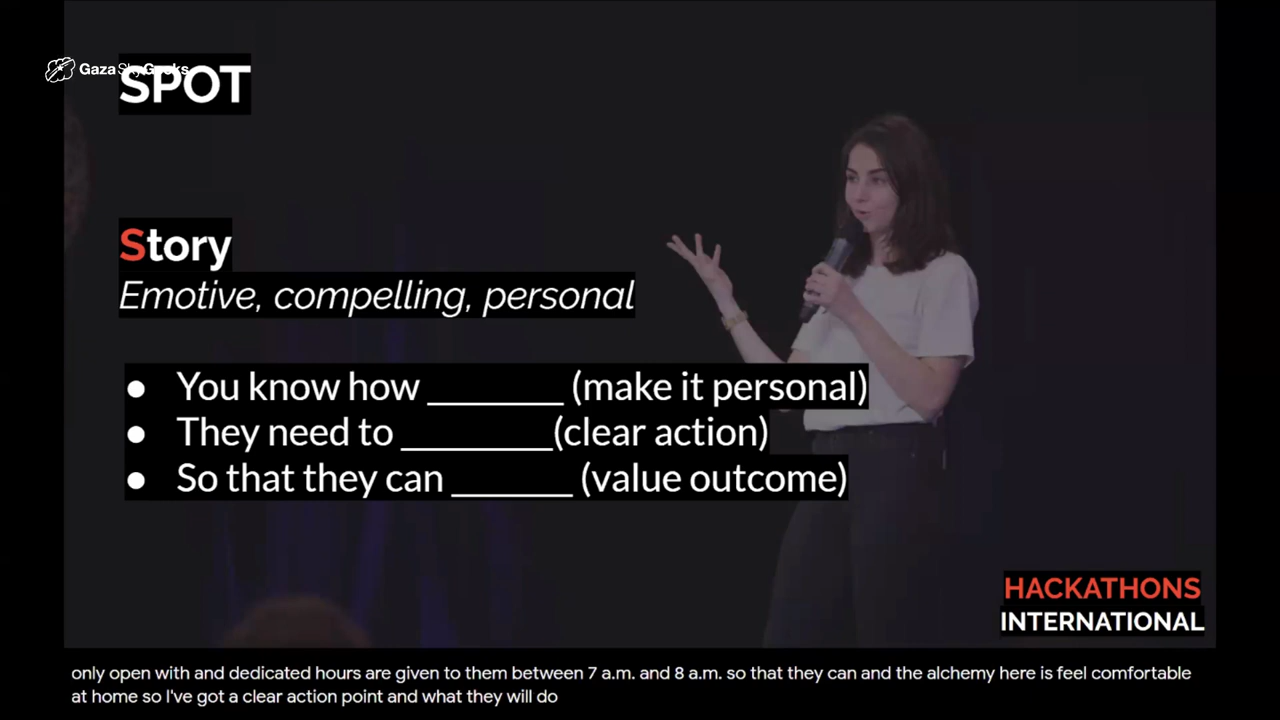 Gaza Sky Geeks
SPOT
Story
Emotive, compelling, personal
● You know how _______ (make it personal)
● They need to ________(clear action)
● So that they can ______ (value outcome)
HACKATHONS
INTERNATIONAL
only open with and dedicated hours are given to them between 7 a.m. and 8 a.m. so that they can and the alchemy here is feel comfortable
at home so I've got a clear action point and what they will do